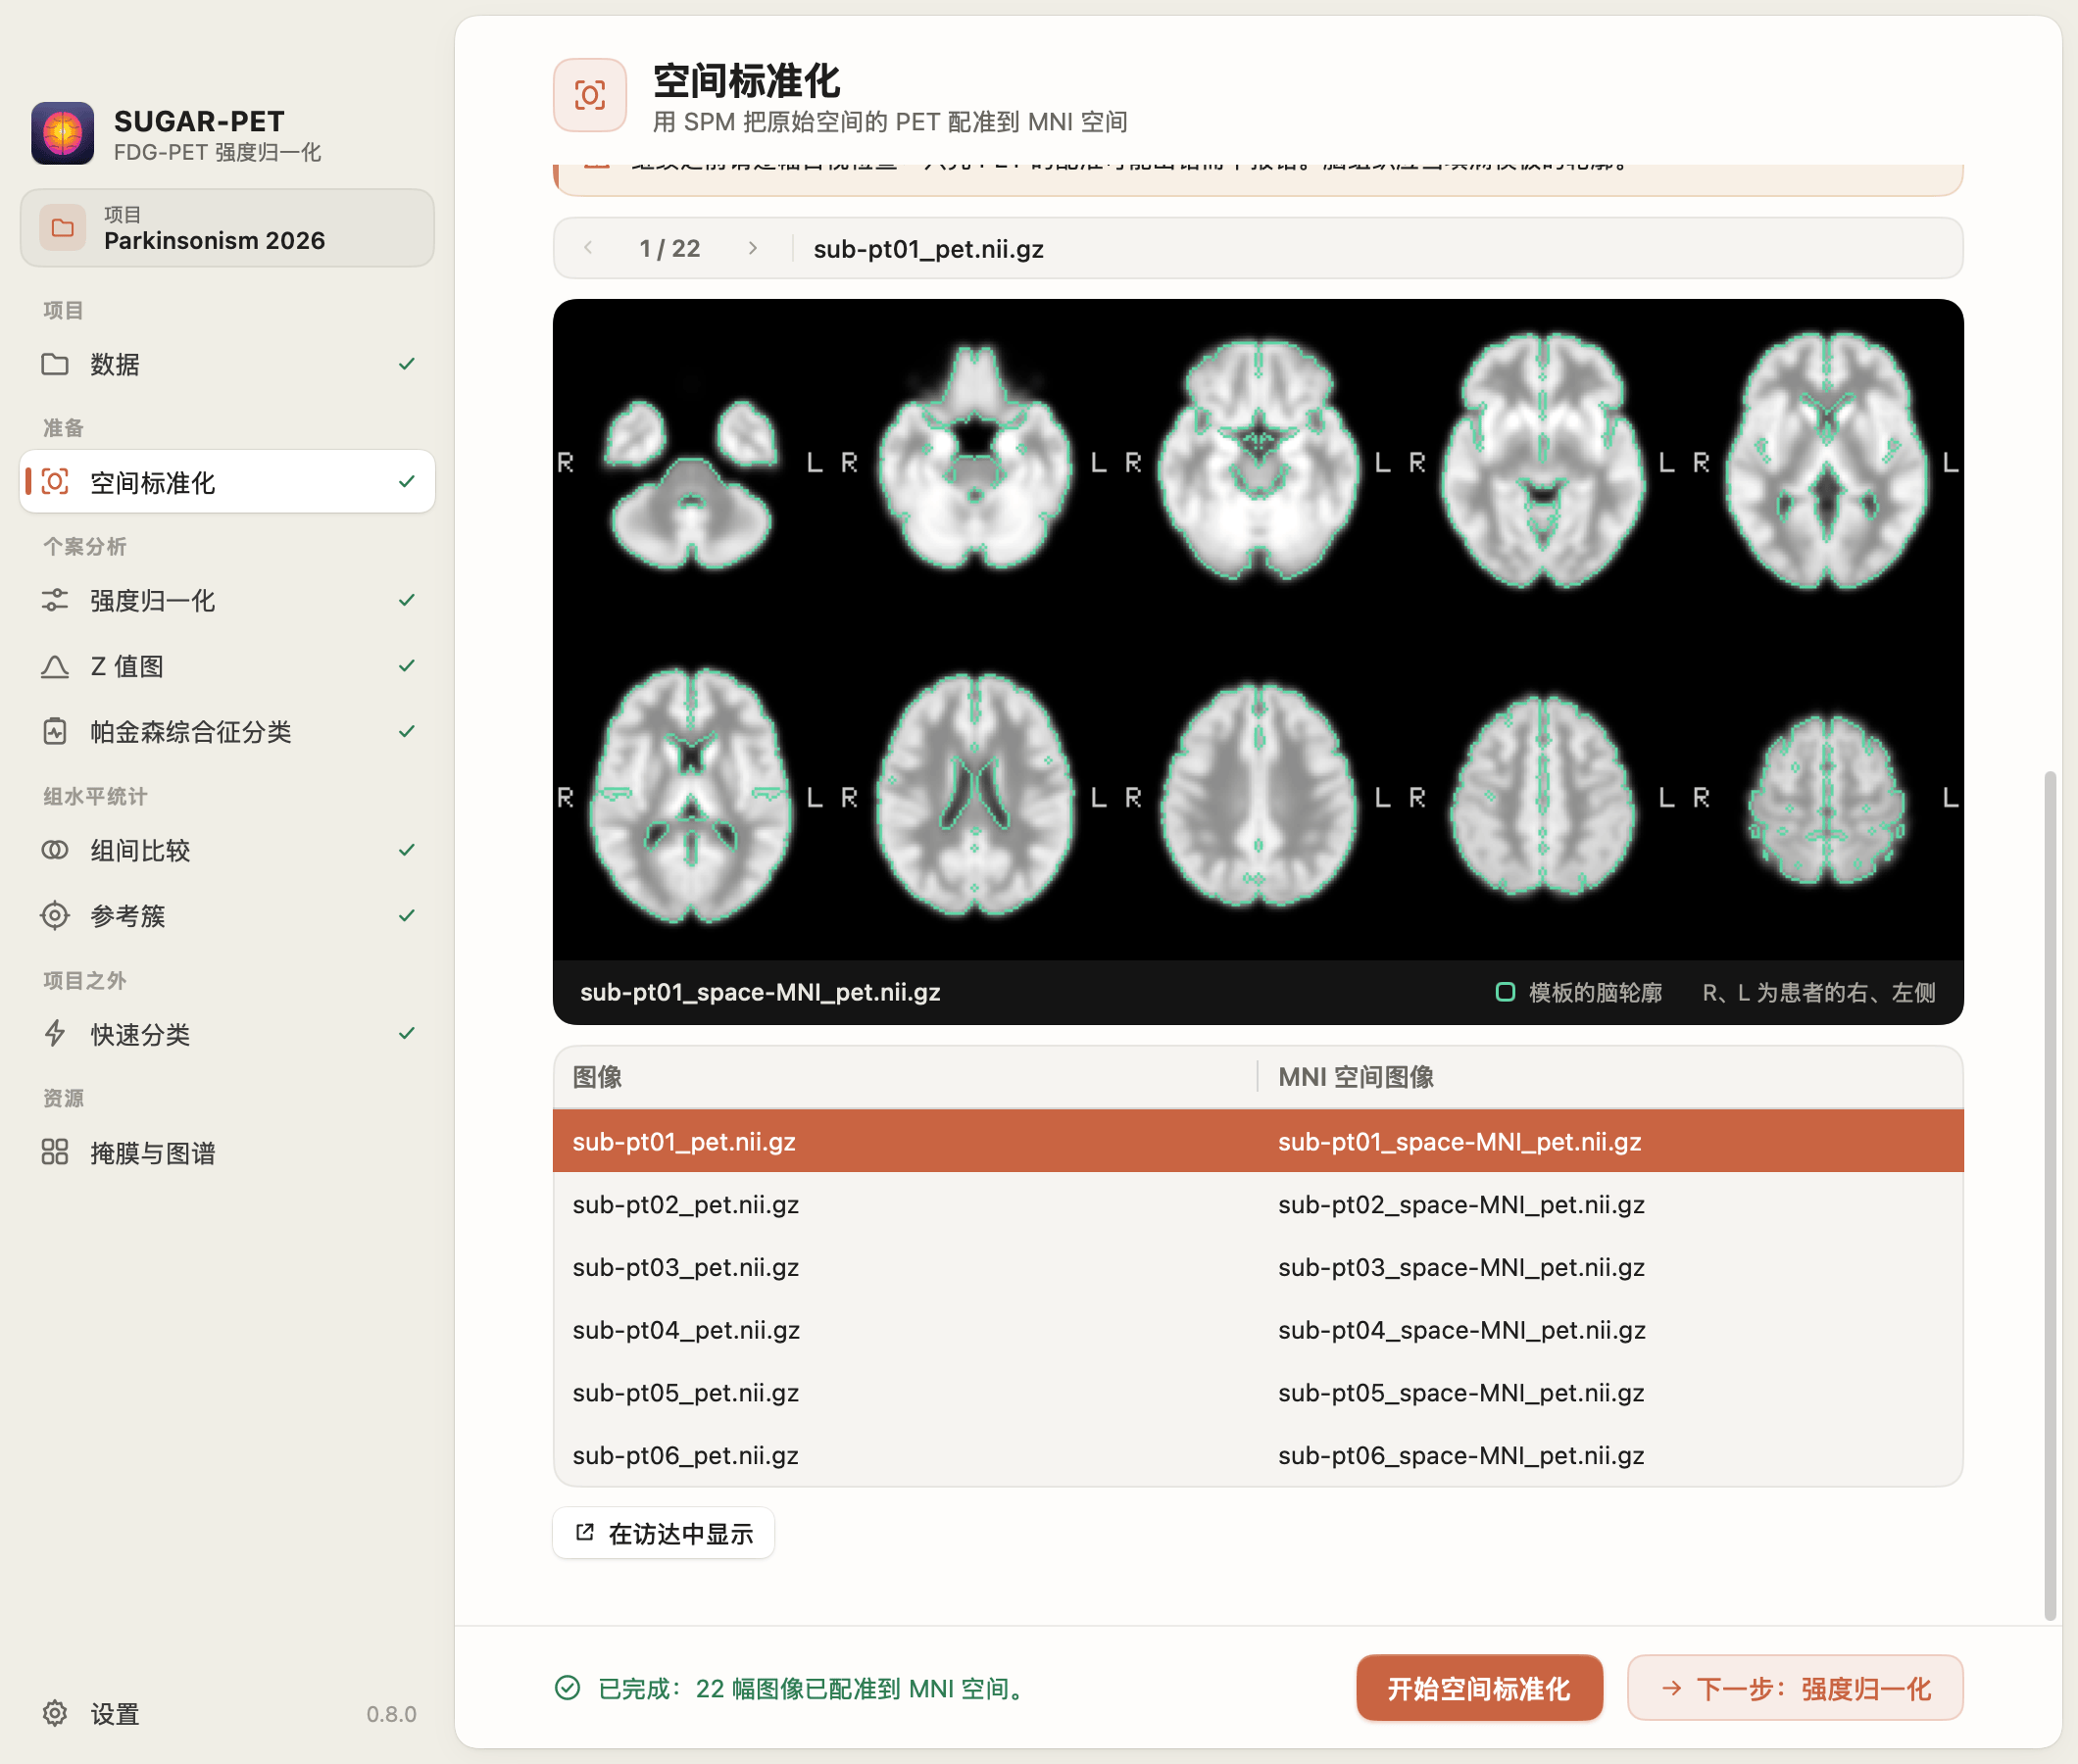 SUGAR-PET
FDG-PET 强度归一化
项目
Parkinsonism 2026
项目
数据
准备
空间标准化
个案分析
强度归一化
Z 值图
帕金森综合征分类
组水平统计
组间比较
参考簇
项目之外
快速分类
资源
掩膜与图谱
设置
0.8.0
空间标准化
用 SPM 把原始空间的 PET 配准到 MNI 空间
1 / 22
sub-pt01_pet.nii.gz
R L R L R L R L R L
R L R L R L R L R L
sub-pt01_space-MNI_pet.nii.gz
模板的脑轮廓
R、L 为患者的右、左侧
图像 MNI 空间图像
sub-pt01_pet.nii.gz sub-pt01_space-MNI_pet.nii.gz
sub-pt02_pet.nii.gz sub-pt02_space-MNI_pet.nii.gz
sub-pt03_pet.nii.gz sub-pt03_space-MNI_pet.nii.gz
sub-pt04_pet.nii.gz sub-pt04_space-MNI_pet.nii.gz
sub-pt05_pet.nii.gz sub-pt05_space-MNI_pet.nii.gz
sub-pt06_pet.nii.gz sub-pt06_space-MNI_pet.nii.gz
在访达中显示
已完成：22 幅图像已配准到 MNI 空间。
开始空间标准化
下一步：强度归一化